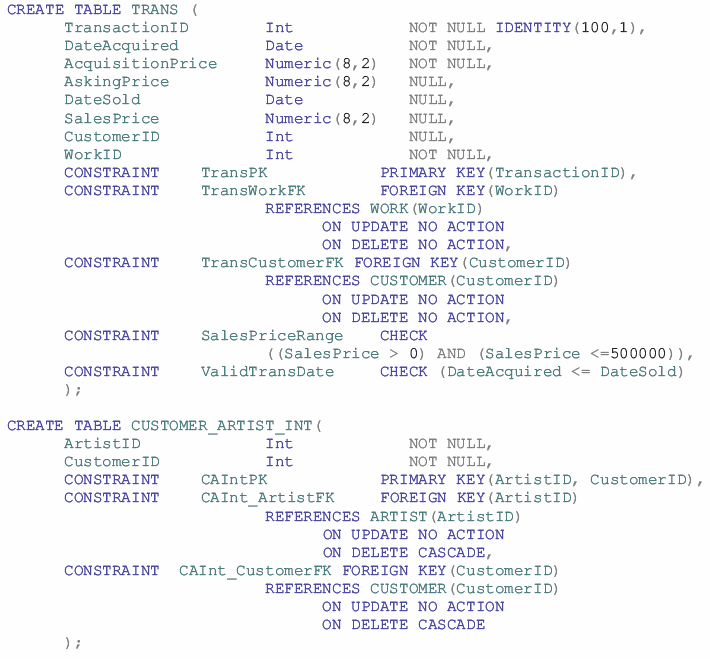 CREATE TABLE TRANS (
TransactionID Int NOT NULL IDENTITY(100,1),
DateAcquired Date NOT NULL,
AcquisitionPrice Numeric(8,2) NOT NULL,
AskingPrice Numeric(8,2) NULL,
DateSold Date NULL,
SalesPrice Numeric(8,2) NULL,
CustomerID Int NULL,
WorkID Int NOT NULL,
CONSTRAINT TransPK PRIMARY KEY(TransactionID),
CONSTRAINT TransWorkFK FOREIGN KEY(WorkID)
REFERENCES WORK(WorkID)
ON UPDATE NO ACTION
ON DELETE NO ACTION,
CONSTRAINT TransCustomerFK FOREIGN KEY(CustomerID)
REFERENCES CUSTOMER(CustomerID)
ON UPDATE NO ACTION
ON DELETE NO ACTION,
CONSTRAINT SalesPriceRange CHECK
((SalesPrice > 0) AND (SalesPrice <=500000)),
CONSTRAINT ValidTransDate CHECK (DateAcquired <= DateSold)
);
CREATE TABLE CUSTOMER_ARTIST_INT(
ArtistID Int NOT NULL,
CustomerID Int NOT NULL,
CONSTRAINT CAIntPK PRIMARY KEY(ArtistID, CustomerID),
CONSTRAINT CAInt_ArtistFK FOREIGN KEY(ArtistID)
REFERENCES ARTIST(ArtistID)
ON UPDATE NO ACTION
ON DELETE CASCADE,
CONSTRAINT CAInt_CustomerFK FOREIGN KEY(CustomerID)
REFERENCES CUSTOMER(CustomerID)
ON UPDATE NO ACTION
ON DELETE CASCADE
);